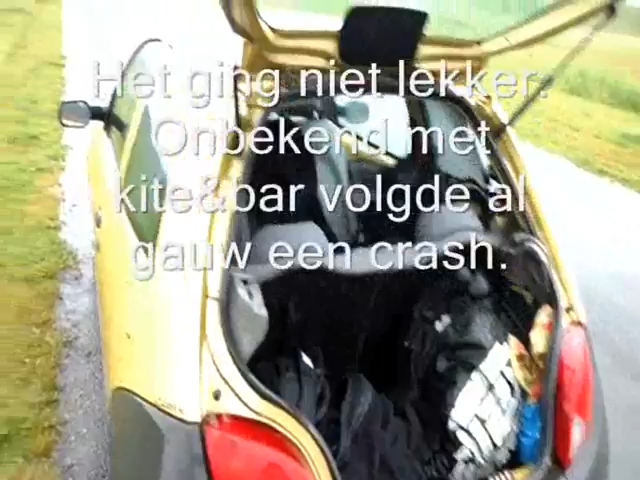 Het ging niet lekker.
Onbekend met
kite&bar volgde al
gauw een crash.